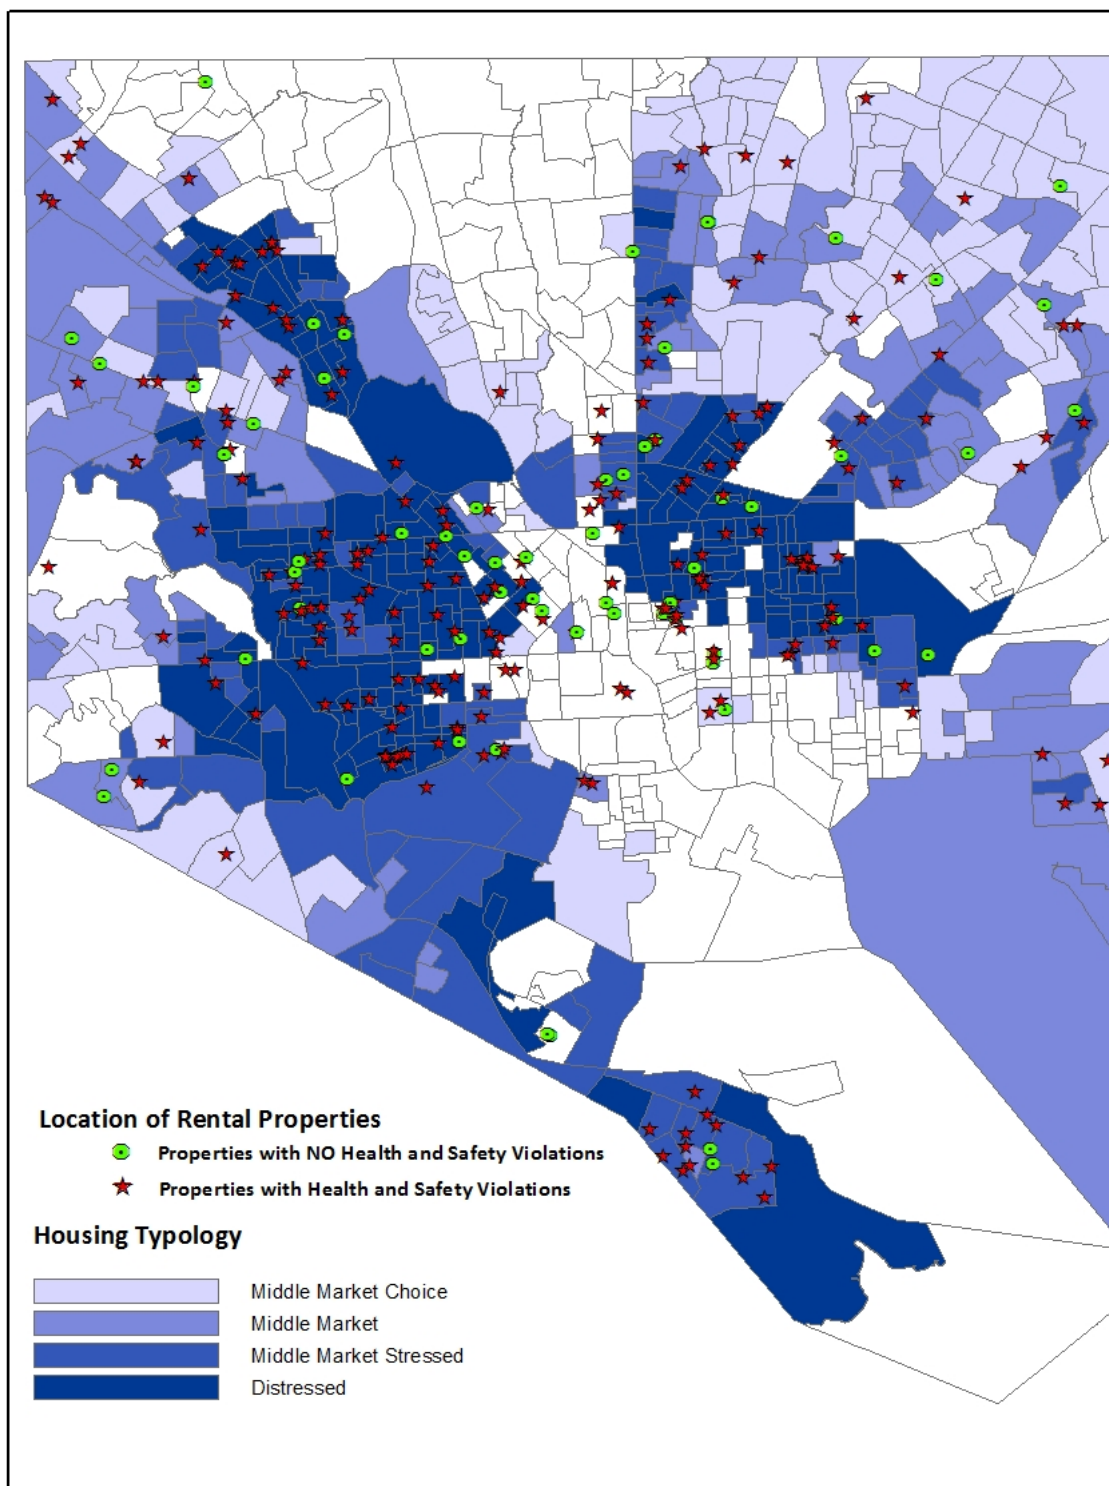 Location of Rental Properties
Properties with NO Health and Safety Violations
Properties with Health and Safety Violations
Housing Typology
Middle Market Choice
Middle Market
Middle Market Stressed
Distressed